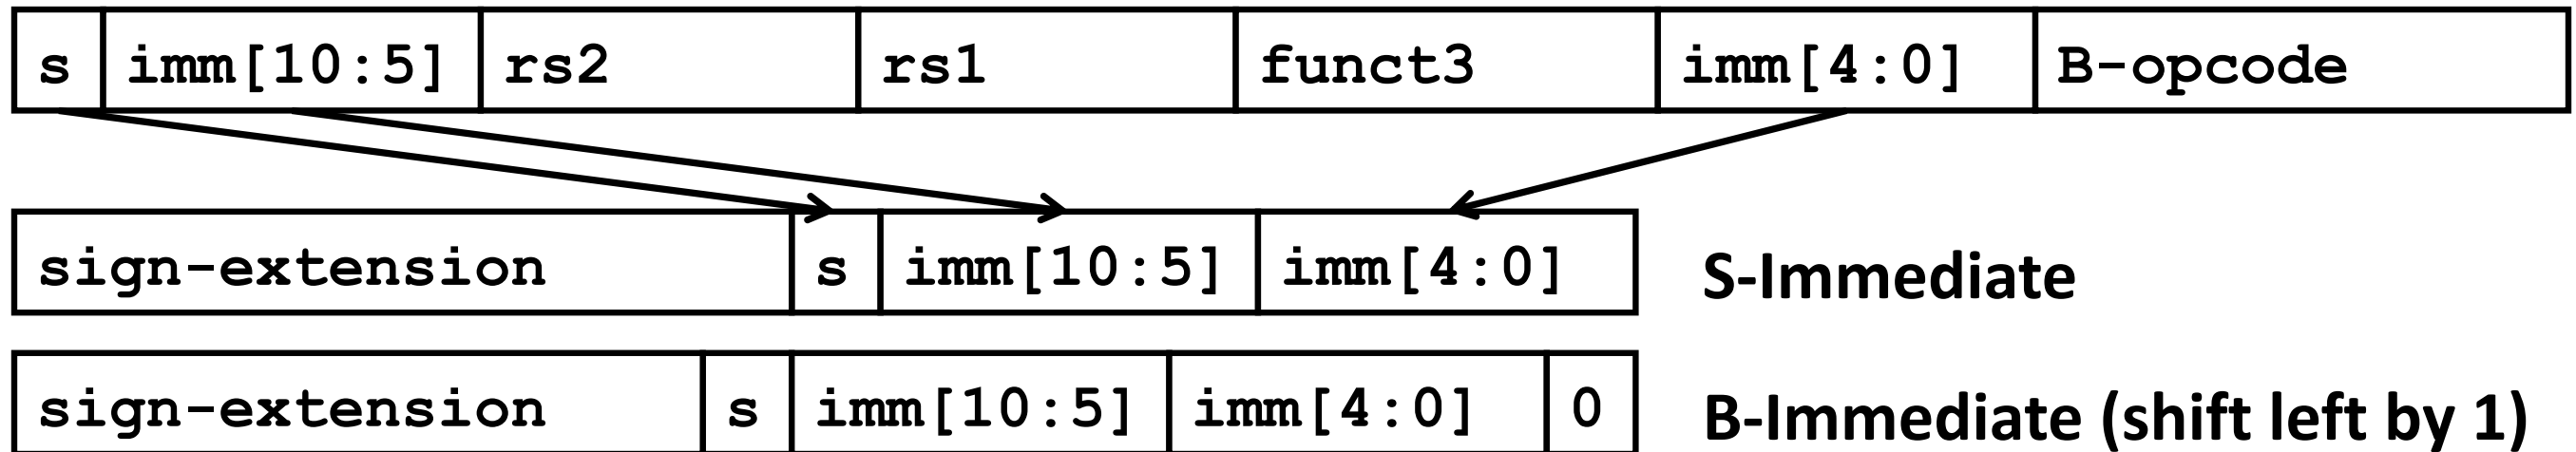 s imm[10:5] rs2 rs1 funct3 imm[4:0] B-opcode
sign-extension s imm[10:5] imm[4:0] S-Immediate
sign-extension s imm[10:5] imm[4:0] 0 B-Immediate (shift left by 1)